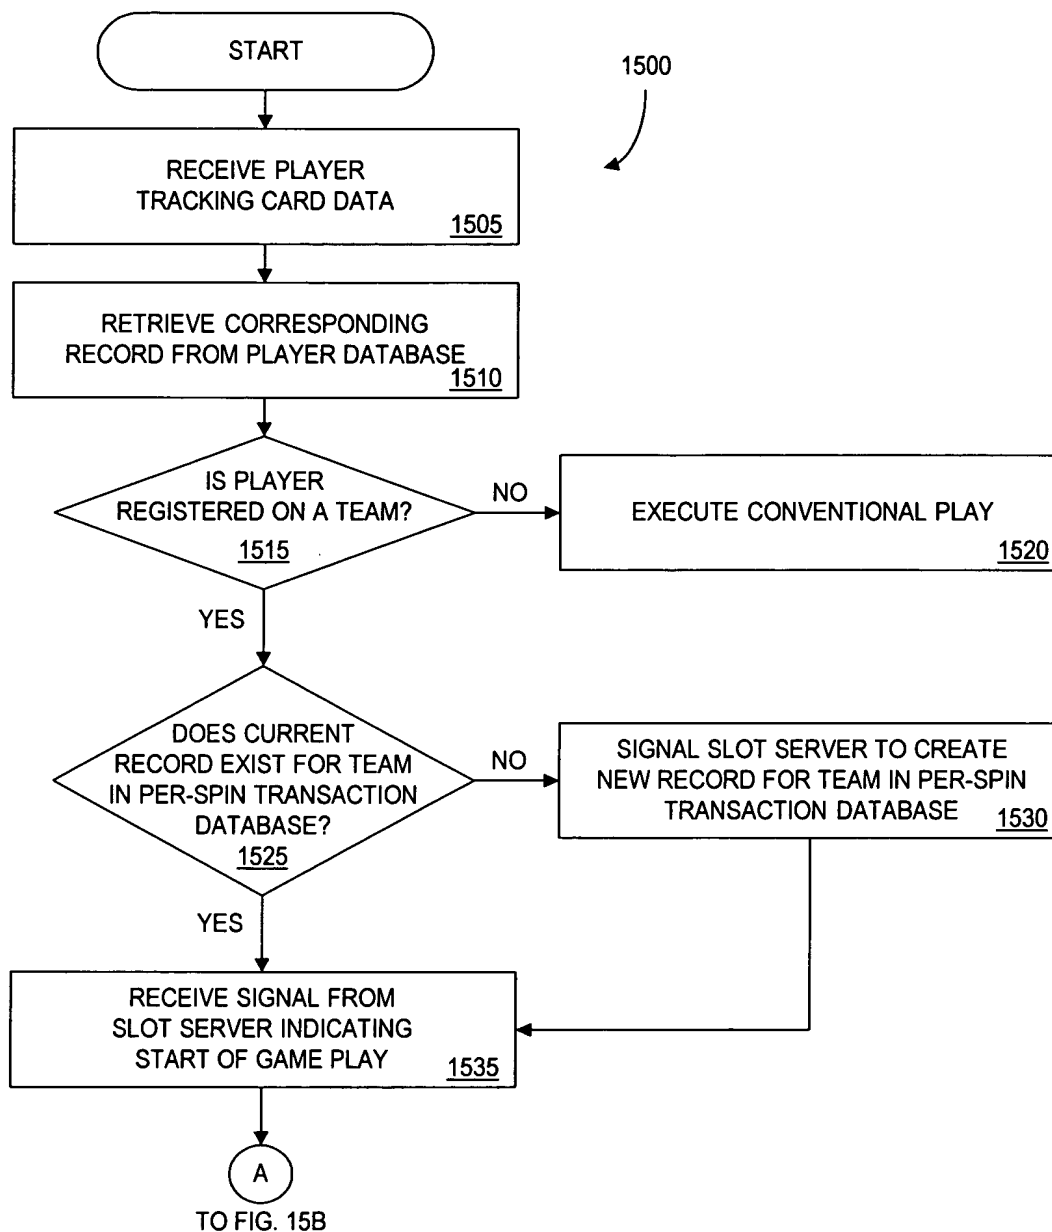 START
1500
RECEIVE PLAYER
TRACKING CARD DATA
1505
RETRIEVE CORRESPONDING
RECORD FROM PLAYER DATABASE
1510
IS PLAYER
REGISTERED ON A TEAM?
1515
NO
EXECUTE CONVENTIONAL PLAY
1520
YES
DOES CURRENT
RECORD EXIST FOR TEAM
IN PER-SPIN TRANSACTION
DATABASE?
1525
NO
SIGNAL SLOT SERVER TO CREATE
NEW RECORD FOR TEAM IN PER-SPIN
TRANSACTION DATABASE
1530
YES
RECEIVE SIGNAL FROM
SLOT SERVER INDICATING
START OF GAME PLAY
1535
A
TO FIG. 15B